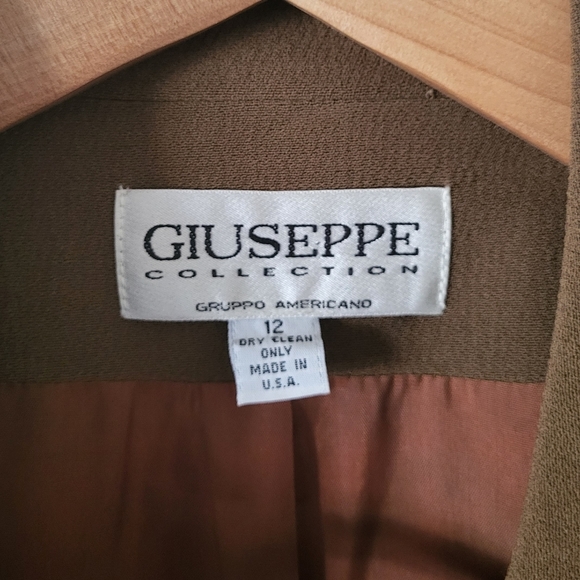 GIUSEPPE
COLLECTION
GRUPPO AMERICANO
12
DRY CLEAN
ONLY
MADE IN
U.S.A.